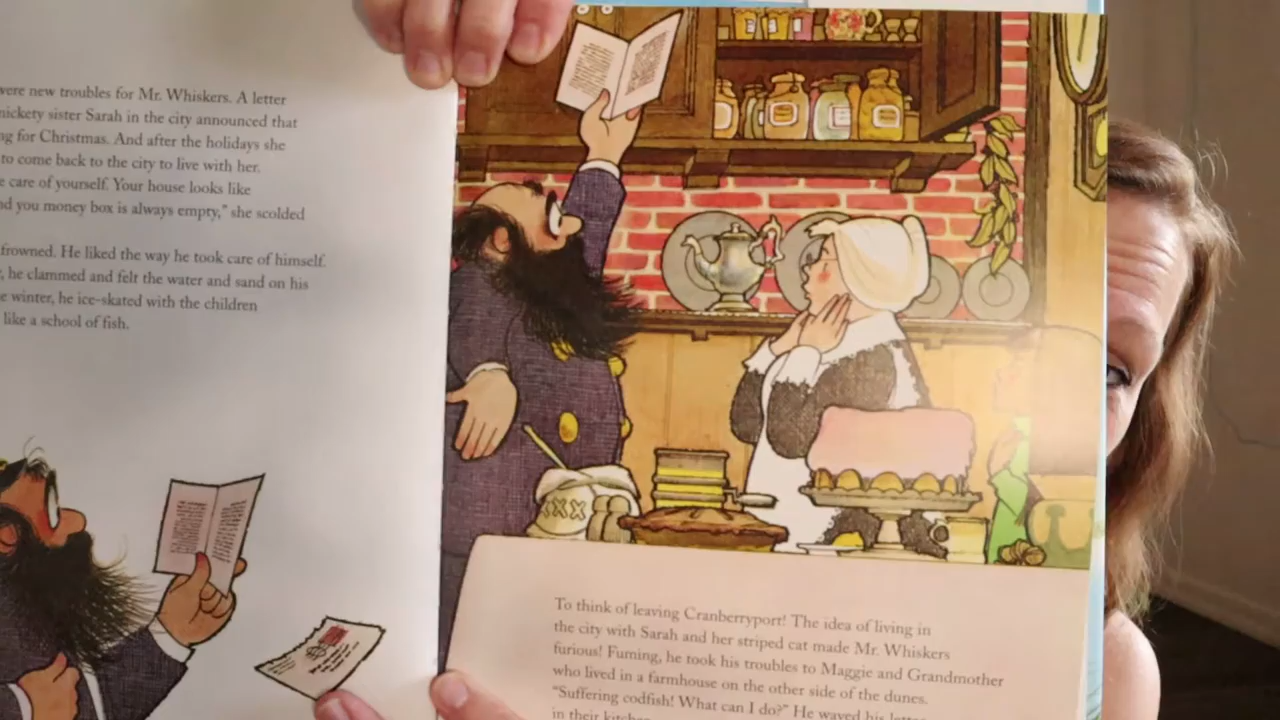 were new troubles for Mr. Whiskers. A letter
nickety sister Sarah in the city announced that
ng for Christmas. And after the holidays she
to come back to the city to live with her.
e care of yourself. Your house looks like
nd you money box is always empty,” she scolded
frowned. He liked the way he took care of himself.
, he clammed and felt the water and sand on his
e winter, he ice-skated with the children
like a school of fish.
XXX
To think of leaving Cranberryport! The idea of living in
the city with Sarah and her striped cat made Mr. Whiskers
furious! Fuming, he took his troubles to Maggie and Grandmother
who lived in a farmhouse on the other side of the dunes.
“Suffering codfish! What can I do?” He waved his
in their